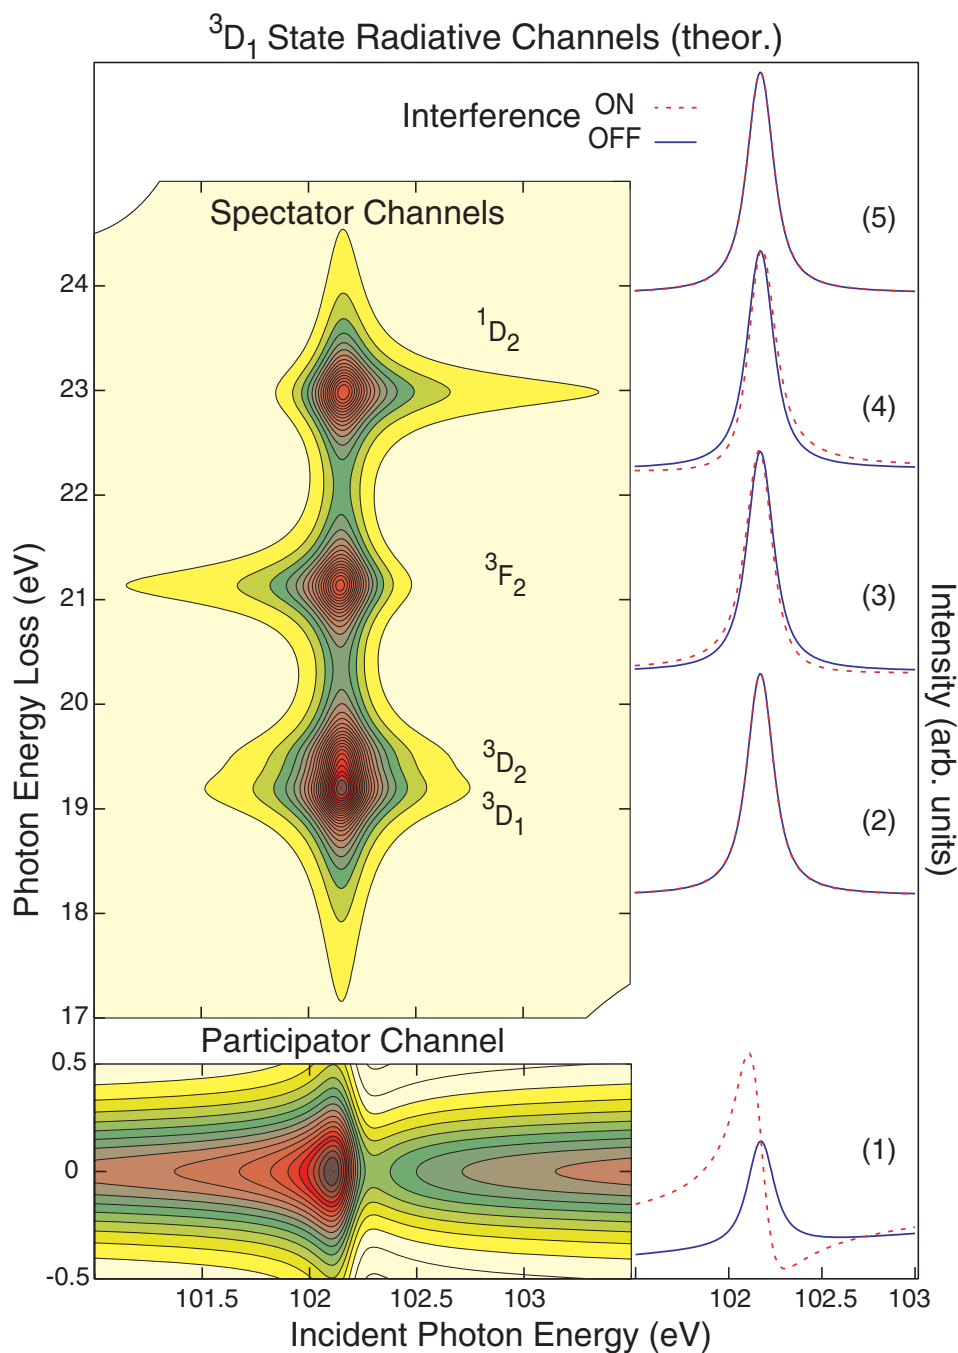 ³D₁ State Radiative Channels (theor.)
Interference ON
OFF
Spectator Channels
(5)
24
¹D₂
23
(4)
22
³F₂
21
(3)
20
³D₂
19
³D₁
(2)
18
17
Photon Energy Loss (eV)
Intensity (arb. units)
Participator Channel
0.5
(1)
0
-0.5
101.5 102 102.5 103
102 102.5 103
Incident Photon Energy (eV)